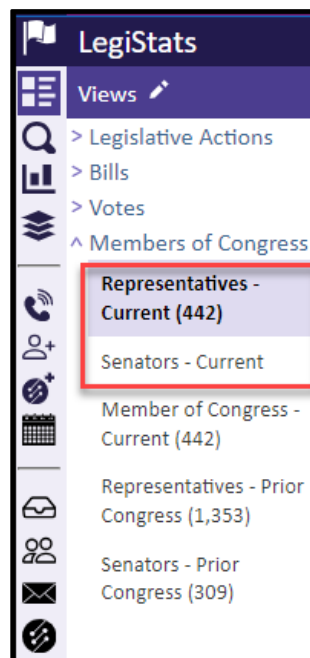 LegiStats
Views
> Legislative Actions
> Bills
> Votes
^ Members of Congress
Representatives -
Current (442)
Senators - Current
Member of Congress -
Current (442)
Representatives - Prior
Congress (1,353)
Senators - Prior
Congress (309)